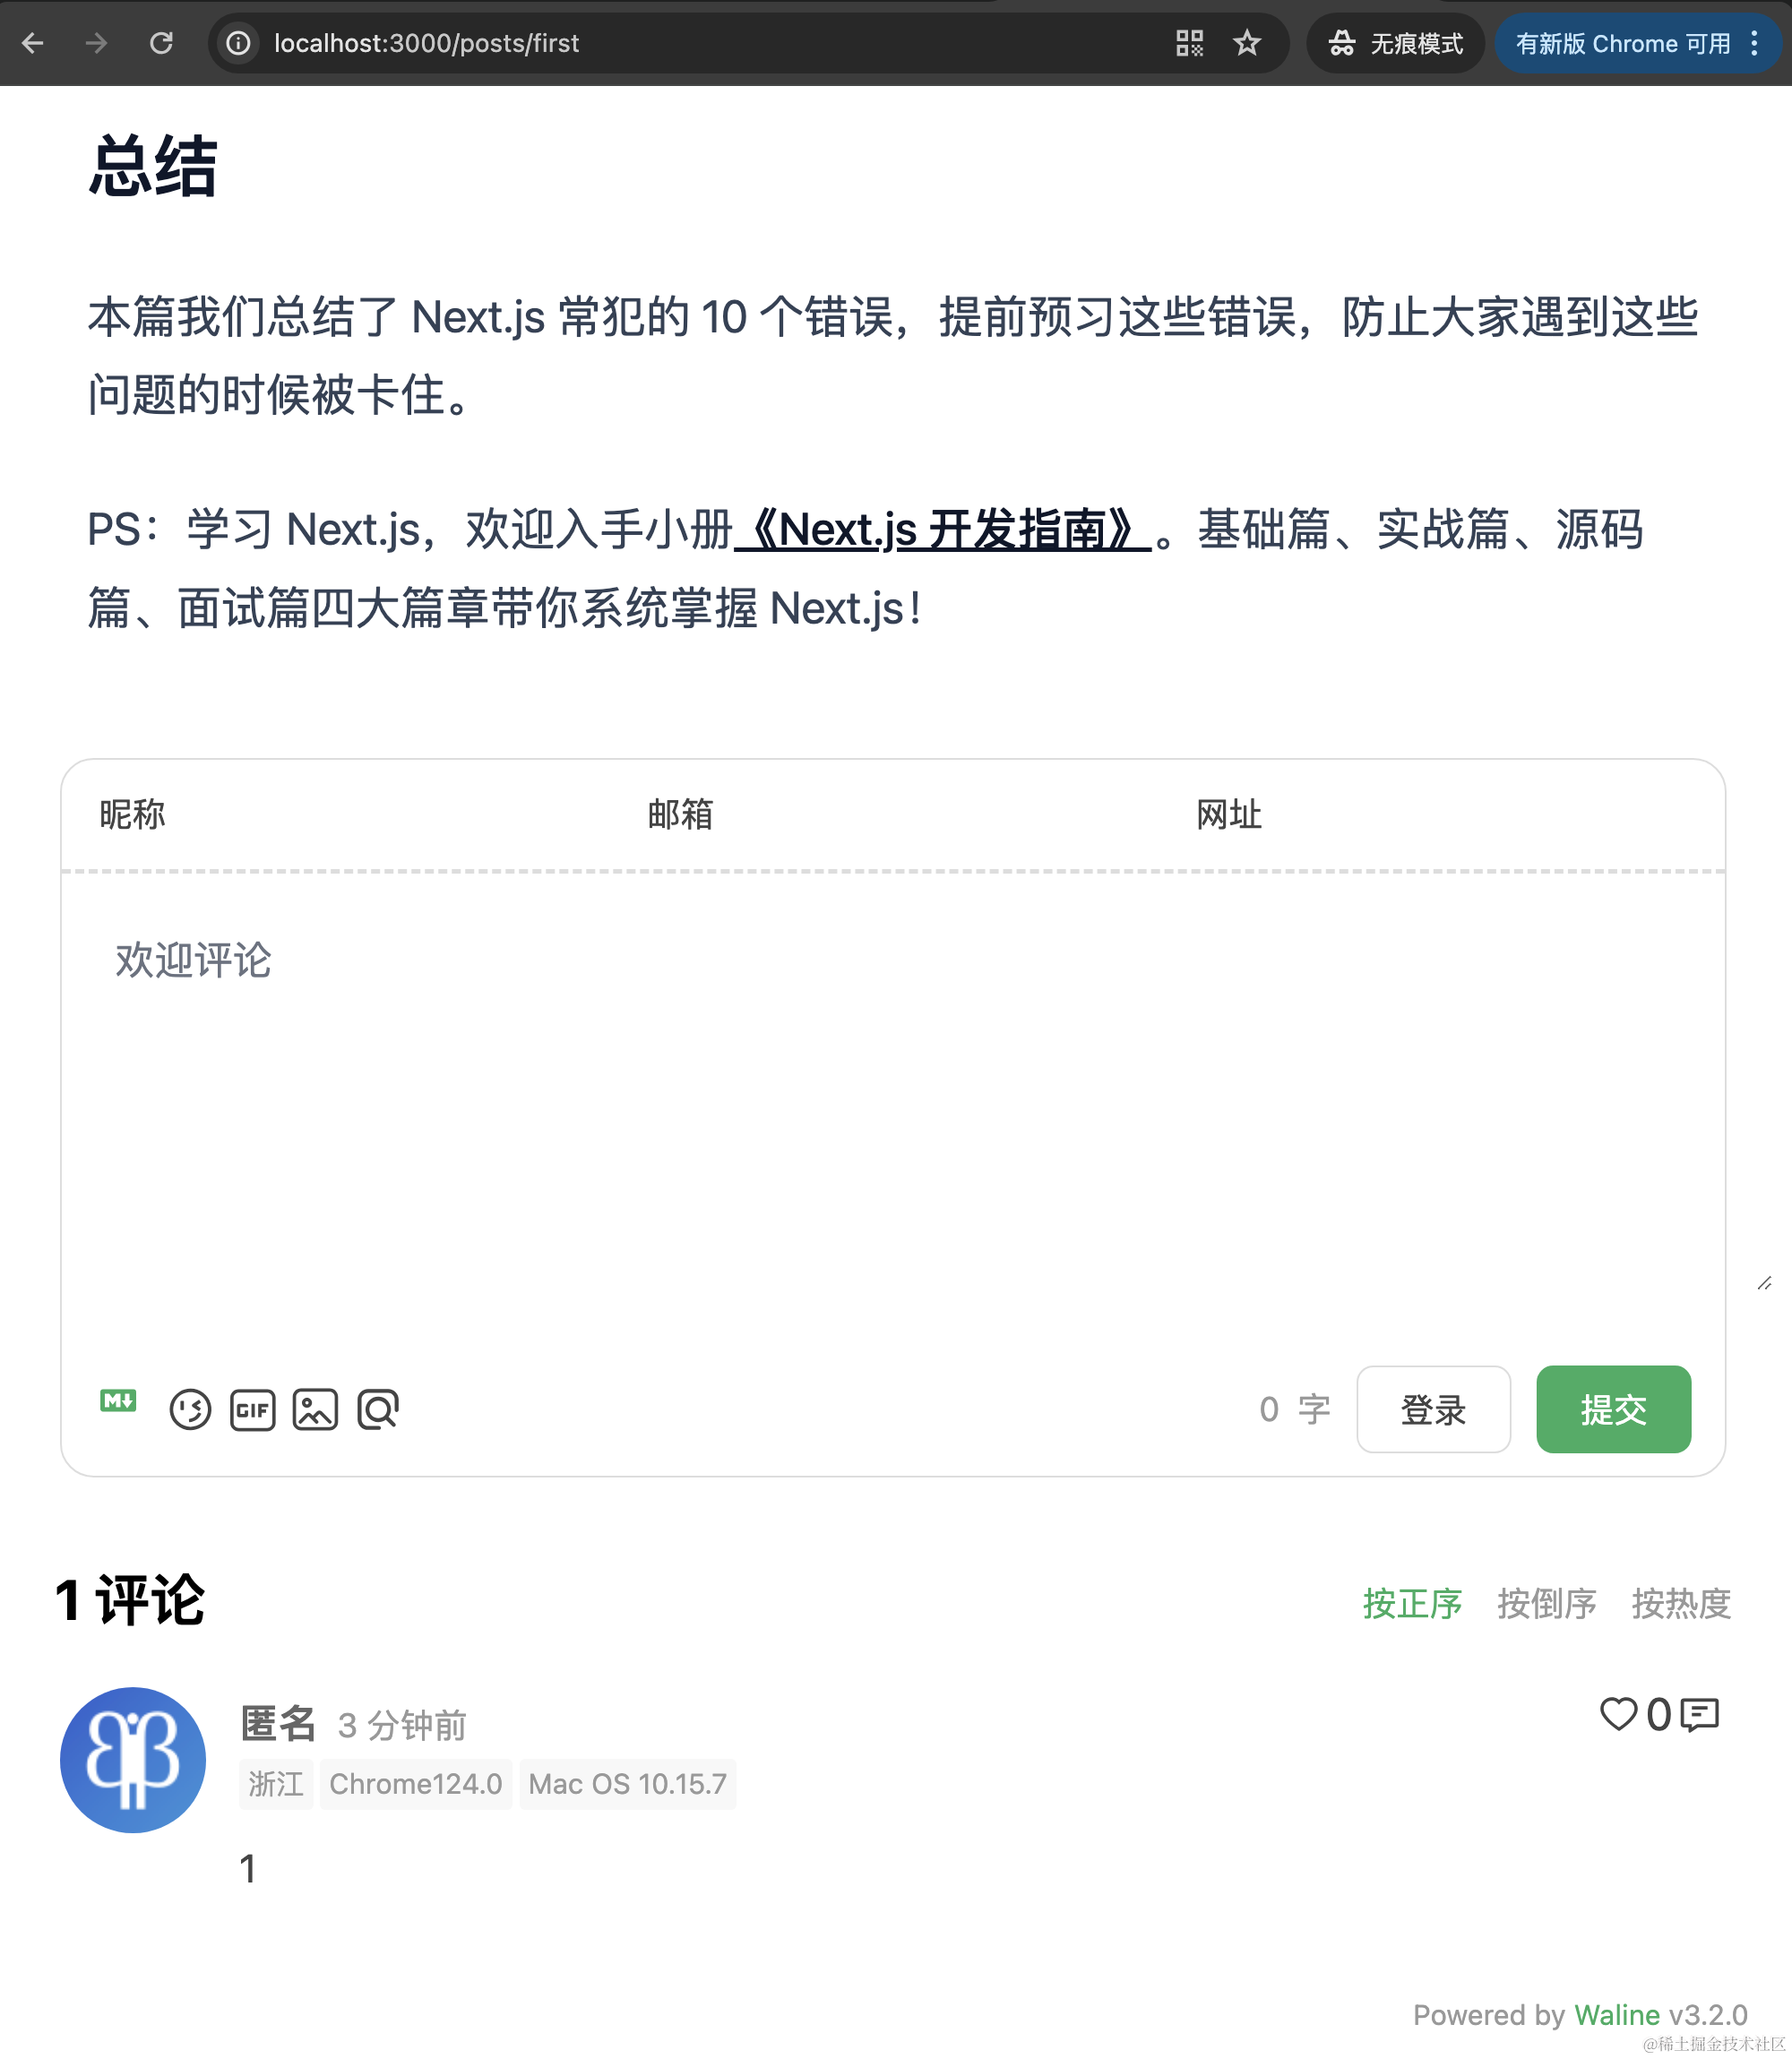 localhost:3000/posts/first
无痕模式
有新版 Chrome 可用
总结
本篇我们总结了 Next.js 常犯的 10 个错误，提前预习这些错误，防止大家遇到这些
问题的时候被卡住。
PS：学习 Next.js，欢迎入手小册《Next.js 开发指南》。基础篇、实战篇、源码
篇、面试篇四大篇章带你系统掌握 Next.js！
昵称 邮箱 网址
欢迎评论
M GIF 0 字 登录 提交
1 评论 按正序 按倒序 按热度
匿名 3 分钟前 0
浙江 Chrome124.0 Mac OS 10.15.7
1
Powered by Waline v3.2.0
@稀土掘金技术社区